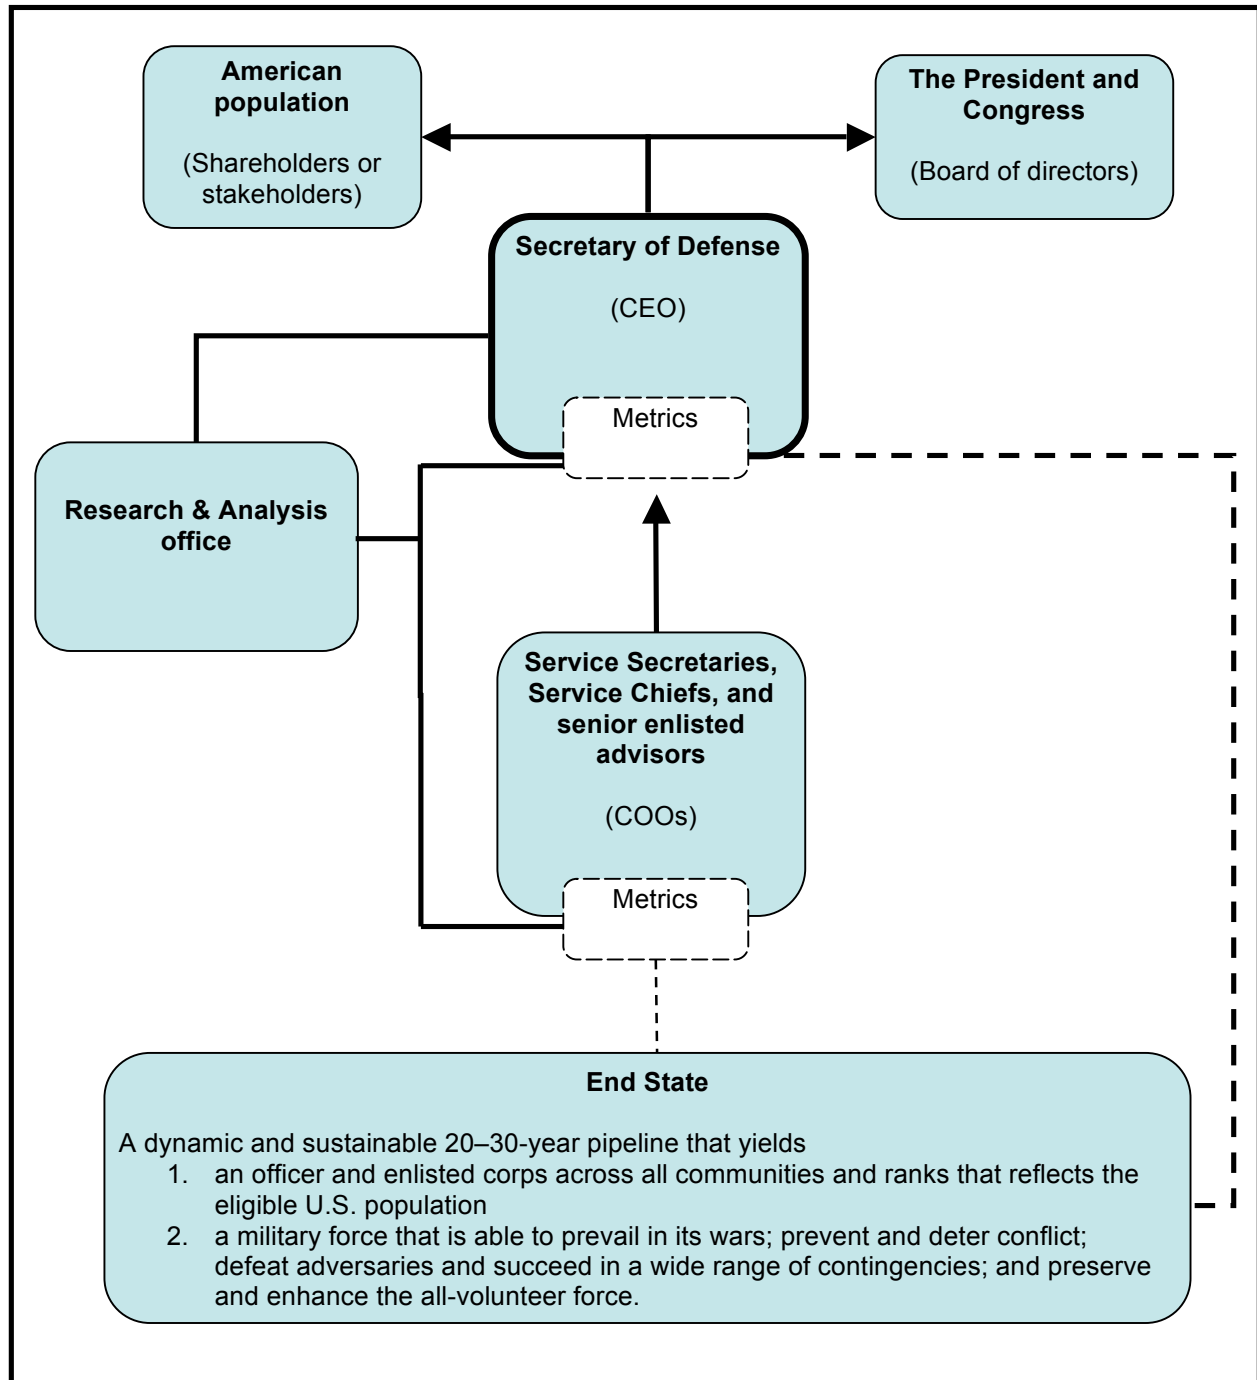 American
population
(Shareholders or
stakeholders)
The President and
Congress
(Board of directors)
Secretary of Defense
(CEO)
Metrics
Research & Analysis
office
Service Secretaries,
Service Chiefs, and
senior enlisted
advisors
(COOs)
Metrics
End State
A dynamic and sustainable 20–30-year pipeline that yields
1. an officer and enlisted corps across all communities and ranks that reflects the
eligible U.S. population
2. a military force that is able to prevail in its wars; prevent and deter conflict;
defeat adversaries and succeed in a wide range of contingencies; and preserve
and enhance the all-volunteer force.